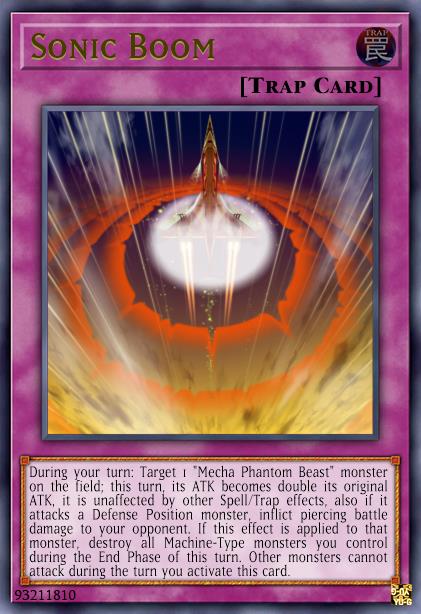 Sonic Boom
TRAP
罠
[Trap Card]
During your turn: Target 1 "Mecha Phantom Beast" monster
on the field; this turn, its ATK becomes double its original
ATK, it is unaffected by other Spell/Trap effects, also if it
attacks a Defense Position monster, inflict piercing battle
damage to your opponent. If this effect is applied to that
monster, destroy all Machine-Type monsters you control
during the End Phase of this turn. Other monsters cannot
attack during the turn you activate this card.
93211810